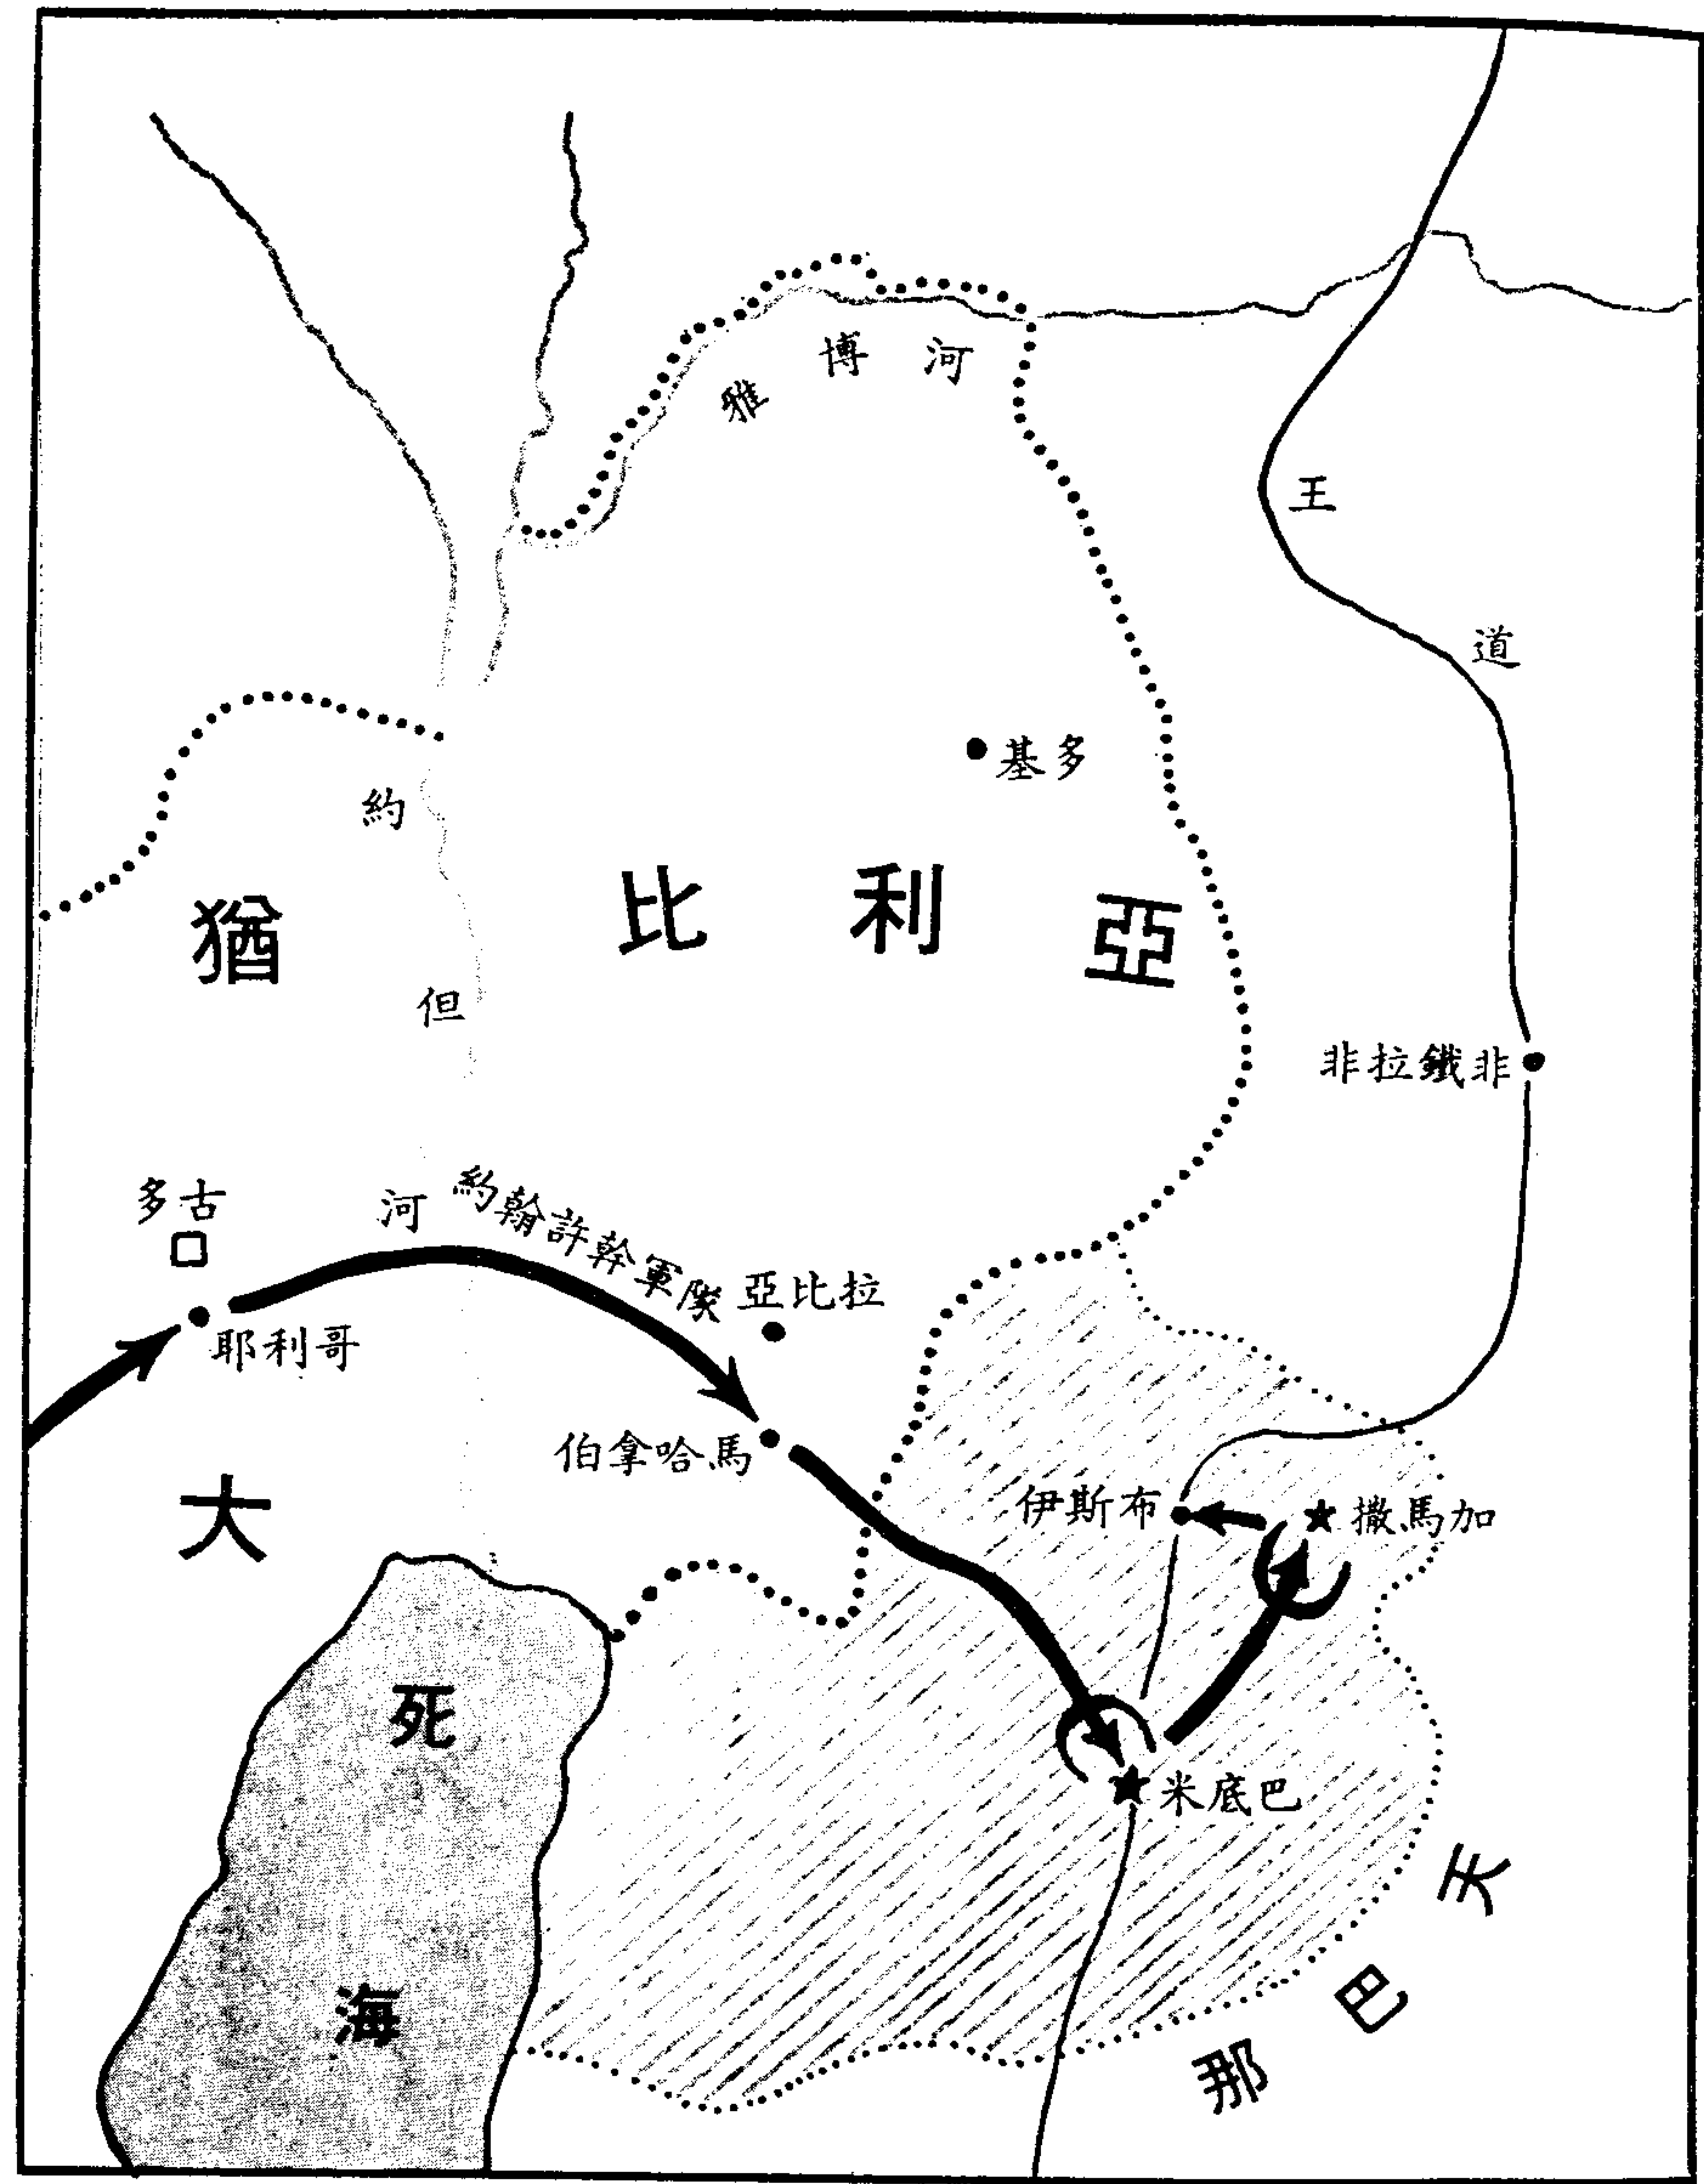 雅博河
王道
基多
約但河
猶大
比利亞
非拉鐵非
多古
約翰許幹軍隊
亞比拉
耶利哥
伯拿哈馬
伊斯布
撒馬加
死海
米底巴
那巴天